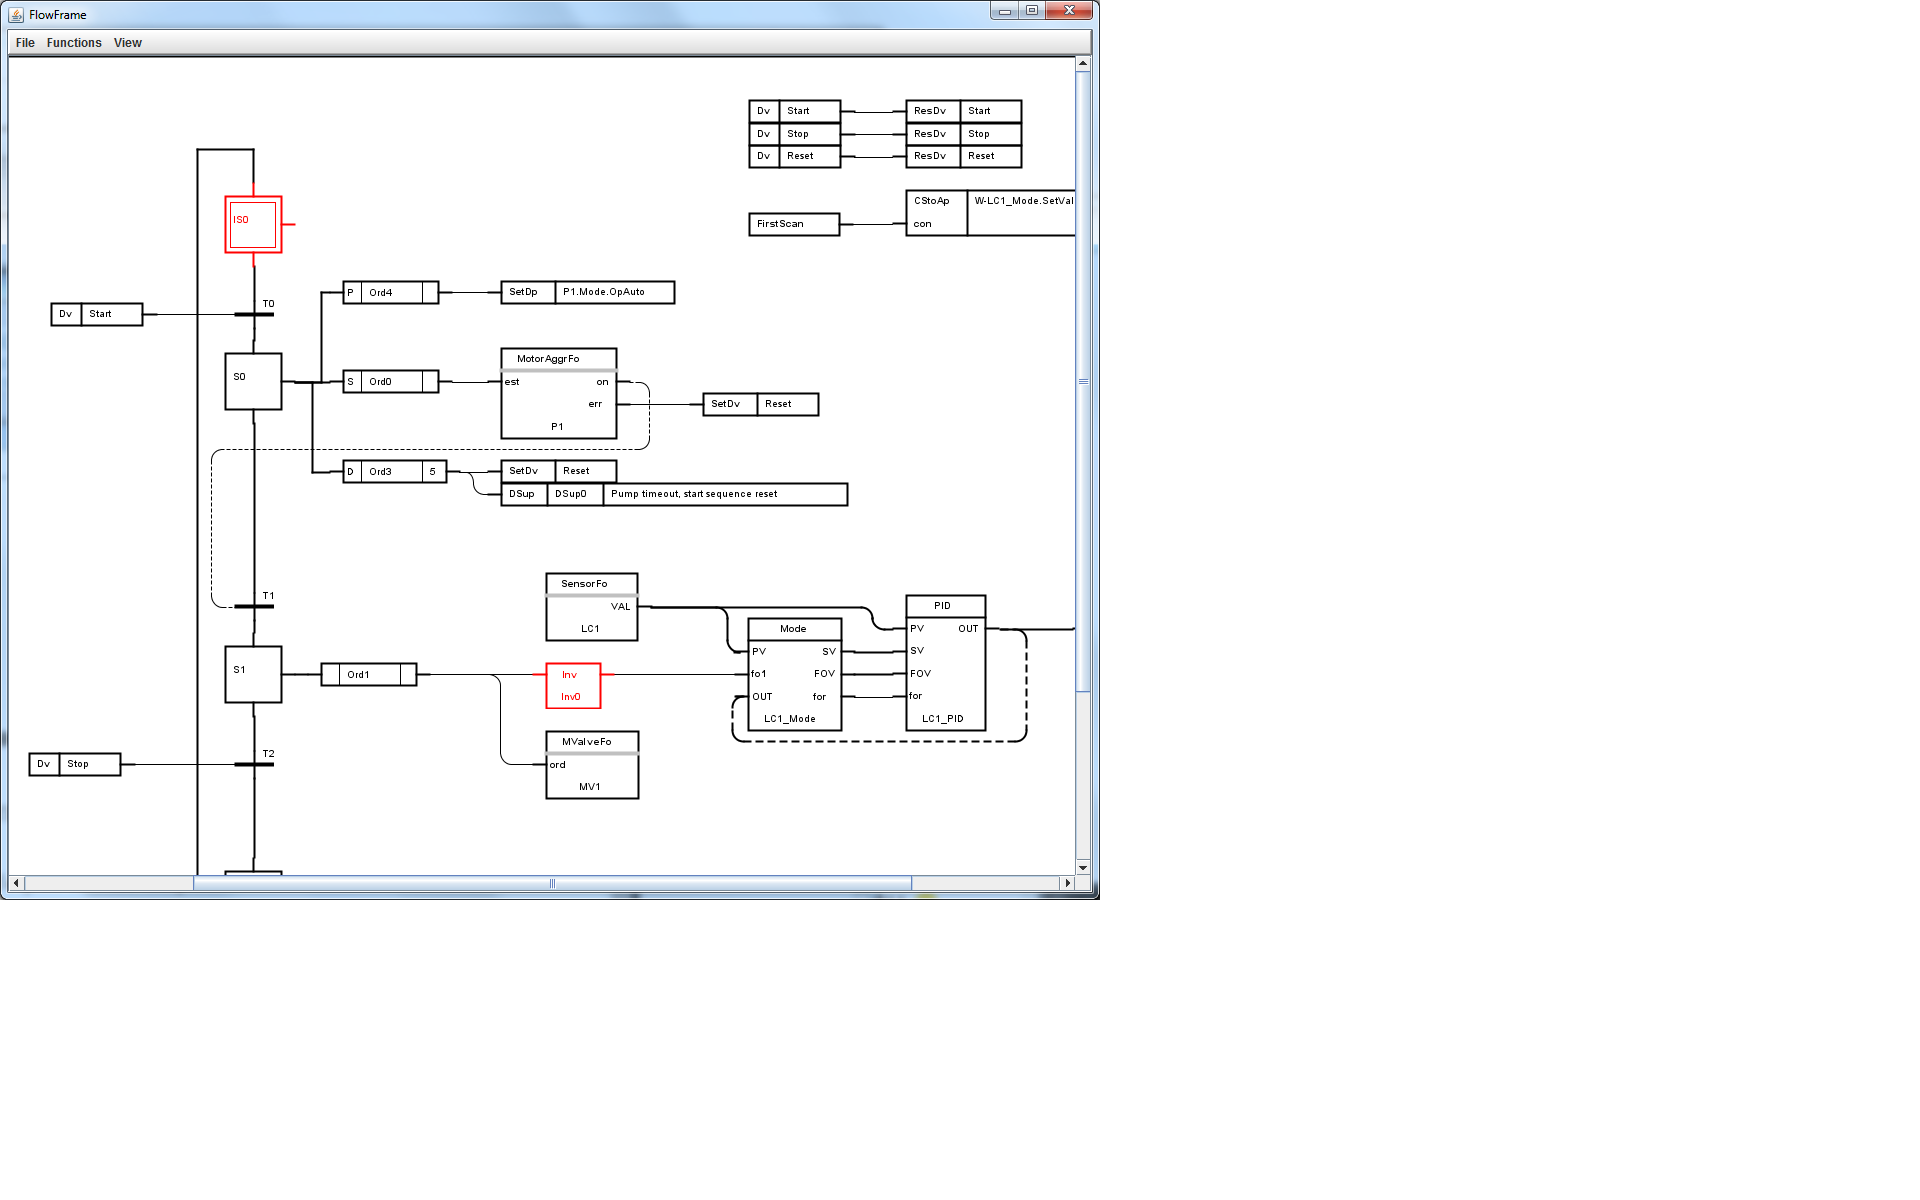 FlowFrame
File Functions View
Dv Start ResDv Start
Dv Stop ResDv Stop
Dv Reset ResDv Reset
CStoAp W-LC1_Mode.SetVal
FirstScan con
IS0
P Ord4 SetDp P1.Mode.OpAuto
T0
Dv Start
MotorAggrFo
S0 S Ord0 est on
err SetDv Reset
P1
D Ord3 5 SetDv Reset
DSup DSup0 Pump timeout, start sequence reset
SensorFo
T1 VAL PID
LC1 Mode PV OUT
PV SV SV
S1 Ord1 Inv fo1 FOV FOV
Inv0 OUT for for
LC1_Mode LC1_PID
MValveFo
T2
Dv Stop ord
MV1